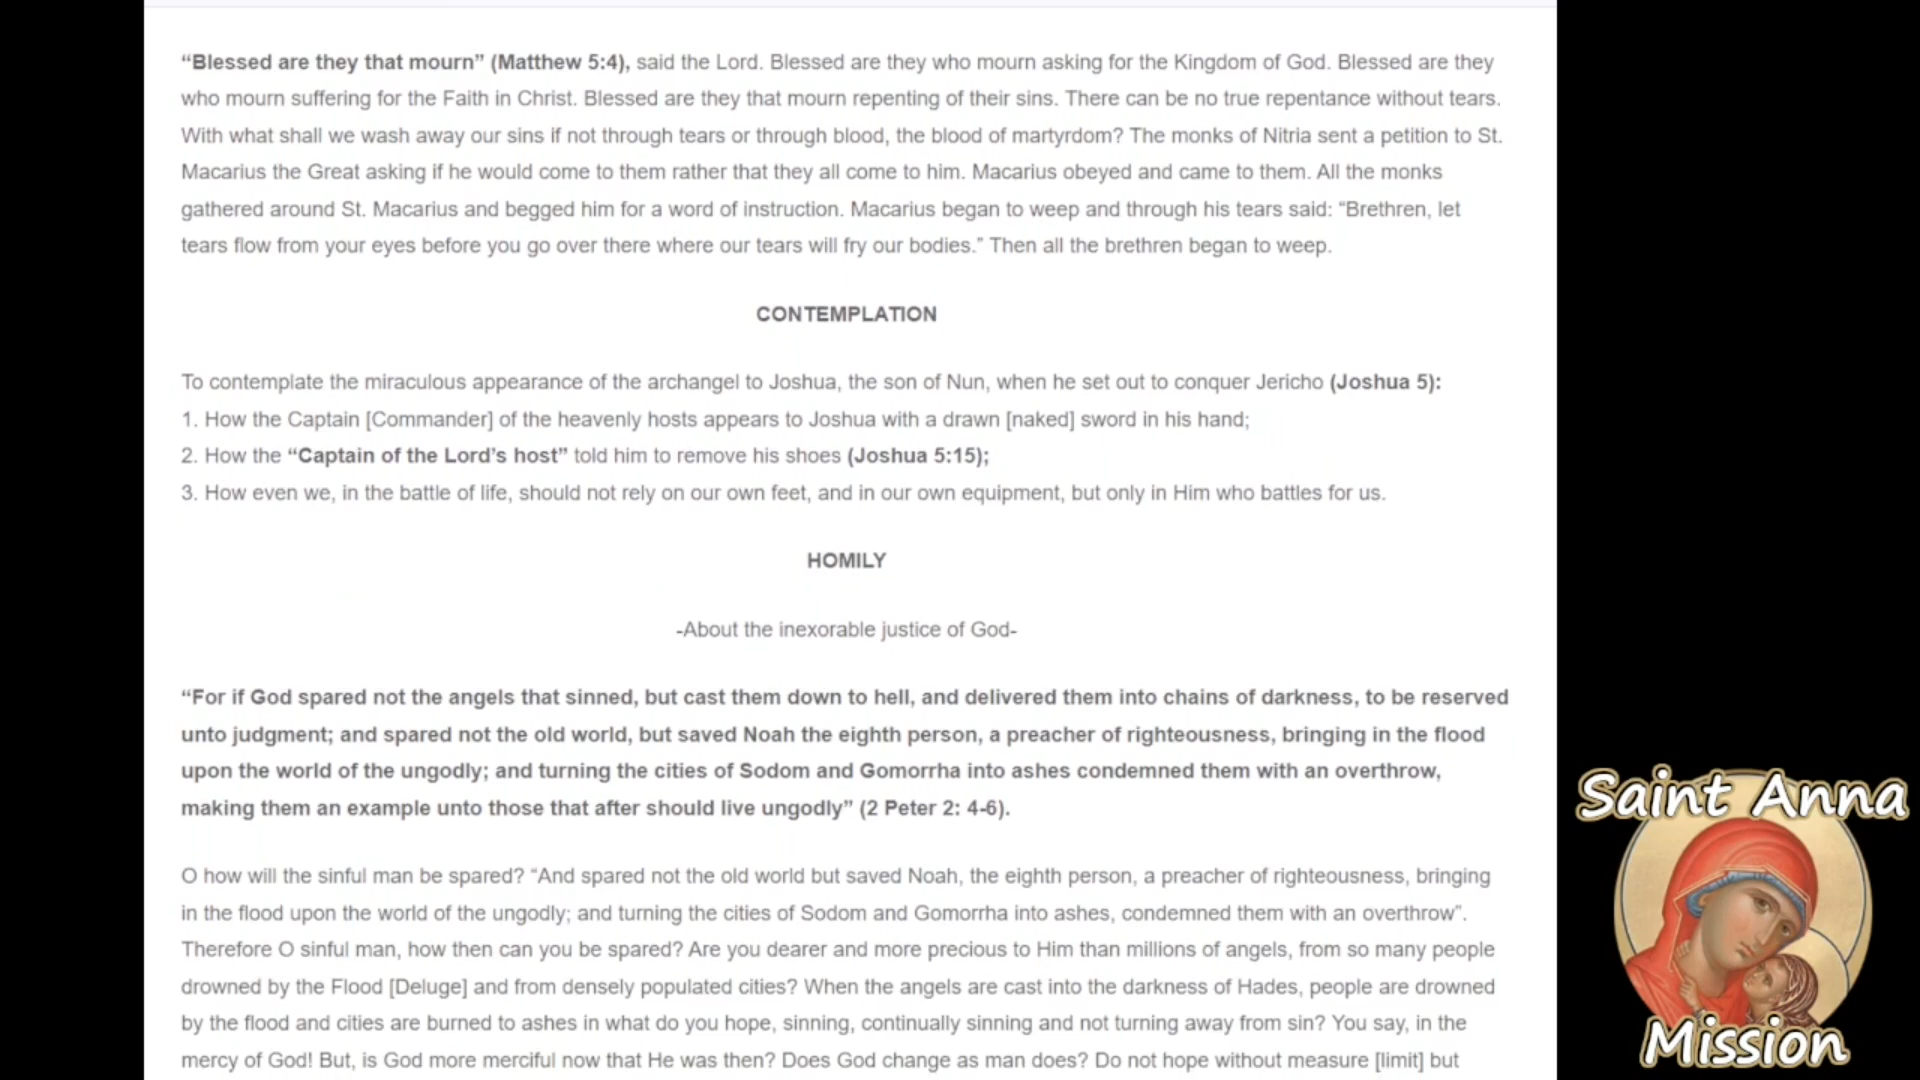 “Blessed are they that mourn” (Matthew 5:4), said the Lord. Blessed are they who mourn asking for the Kingdom of God. Blessed are they
who mourn suffering for the Faith in Christ. Blessed are they that mourn repenting of their sins. There can be no true repentance without tears.
With what shall we wash away our sins if not through tears or through blood, the blood of martyrdom? The monks of Nitria sent a petition to St.
Macarius the Great asking if he would come to them rather that they all come to him. Macarius obeyed and came to them. All the monks
gathered around St. Macarius and begged him for a word of instruction. Macarius began to weep and through his tears said: “Brethren, let
tears flow from your eyes before you go over there where our tears will fry our bodies.” Then all the brethren began to weep.
CONTEMPLATION
To contemplate the miraculous appearance of the archangel to Joshua, the son of Nun, when he set out to conquer Jericho (Joshua 5):
1. How the Captain [Commander] of the heavenly hosts appears to Joshua with a drawn [naked] sword in his hand;
2. How the “Captain of the Lord’s host” told him to remove his shoes (Joshua 5:15);
3. How even we, in the battle of life, should not rely on our own feet, and in our own equipment, but only in Him who battles for us.
HOMILY
-About the inexorable justice of God-
“For if God spared not the angels that sinned, but cast them down to hell, and delivered them into chains of darkness, to be reserved
unto judgment; and spared not the old world, but saved Noah the eighth person, a preacher of righteousness, bringing in the flood
upon the world of the ungodly; and turning the cities of Sodom and Gomorrha into ashes condemned them with an overthrow,
making them an example unto those that after should live ungodly” (2 Peter 2: 4-6).
O how will the sinful man be spared? “And spared not the old world but saved Noah, the eighth person, a preacher of righteousness, bringing
in the flood upon the world of the ungodly; and turning the cities of Sodom and Gomorrha into ashes, condemned them with an overthrow”.
Therefore O sinful man, how then can you be spared? Are you dearer and more precious to Him than millions of angels, from so many people
drowned by the Flood [Deluge] and from densely populated cities? When the angels are cast into the darkness of Hades, people are drowned
by the flood and cities are burned to ashes in what do you hope, sinning, continually sinning and not turning away from sin? You say, in the
mercy of God! But, is God more merciful now that He was then? Does God change as man does? Do not hope without measure [limit] but
Saint Anna
Mission